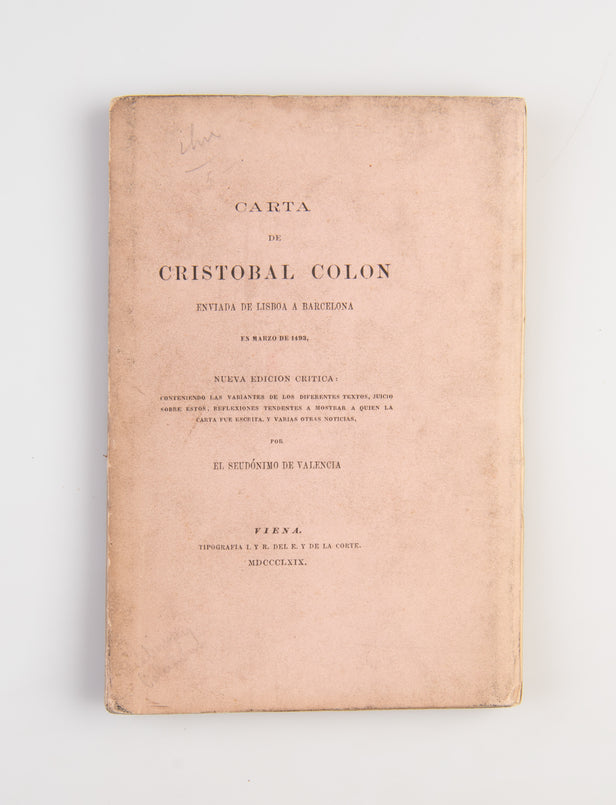 CARTA
DE
CRISTOBAL COLON
ENVIADA DE LISBOA A BARCELONA
EN MARZO DE 1493.
NUEVA EDICION CRITICA:
CONTENIENDO LAS VARIANTES DE LOS DIFERENTES TEXTOS, JUICIO
SOBRE ESTOS, REFLEXIONES TENDENTES A MOSTRAR A QUIEN LA
CARTA FUE ESCRITA, Y VARIAS OTRAS NOTICIAS,
POR
EL SEUDÓNIMO DE VALENCIA
VIENA.
TIPOGRAFIA I. Y R. DEL E. Y DE LA CORTE.
MDCCCLXIX.